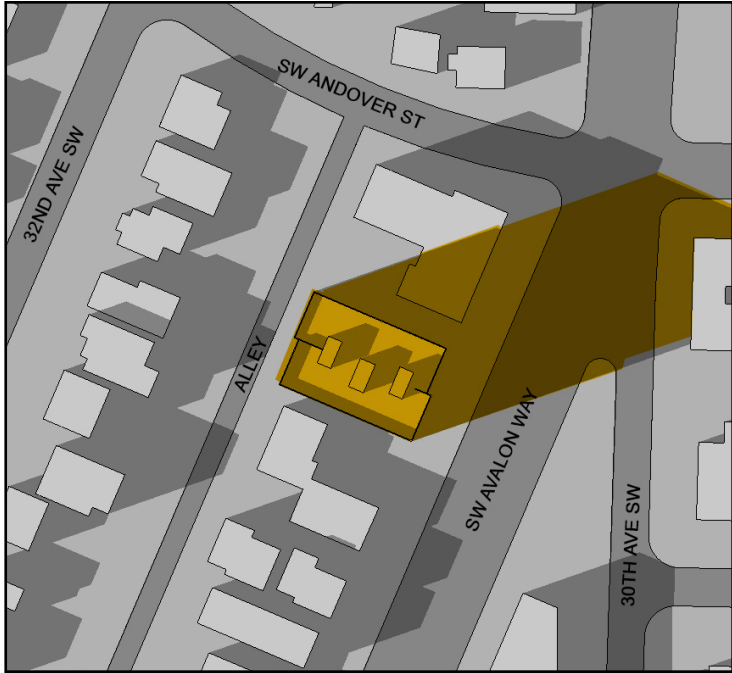 SW ANDOVER ST
32ND AVE SW
ALLEY
SW AVALON WAY
30TH AVE SW